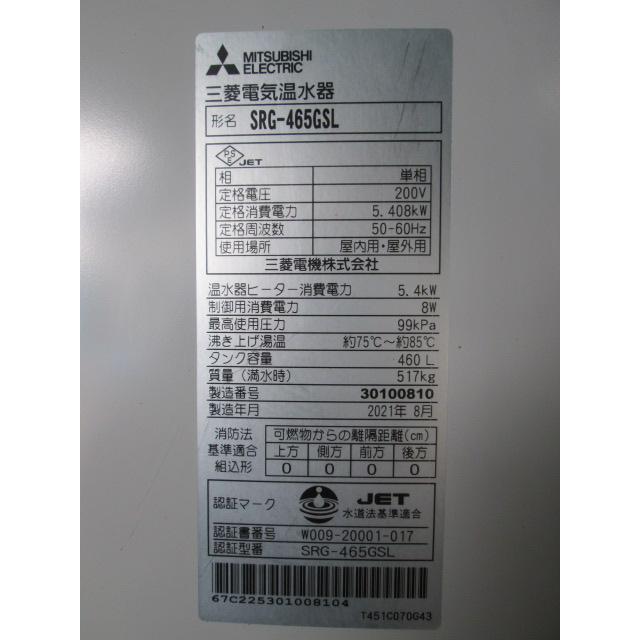 MITSUBISHI
ELECTRIC
三菱電気温水器
形名 SRG-465GSL
PSE JET
相 単相
定格電圧 200V
定格消費電力 5.408kW
定格周波数 50-60Hz
使用場所 屋内用・屋外用
三菱電機株式会社
温水器ヒーター消費電力 5.4kW
制御用消費電力 8W
最高使用圧力 99kPa
沸き上げ湯温 約75℃～約85℃
タンク容量 460L
質量（満水時） 517kg
製造番号 30100810
製造年月 2021年 8月
消防法 可燃物からの離隔距離(cm)
基準適合 上方 側方 前方 後方
組込形 0 0 0 0
認証マーク JET
水道法基準適合
認証書番号 W009-20001-017
認証型番 SRG-465GSL
67C225301008104
T451C070G43